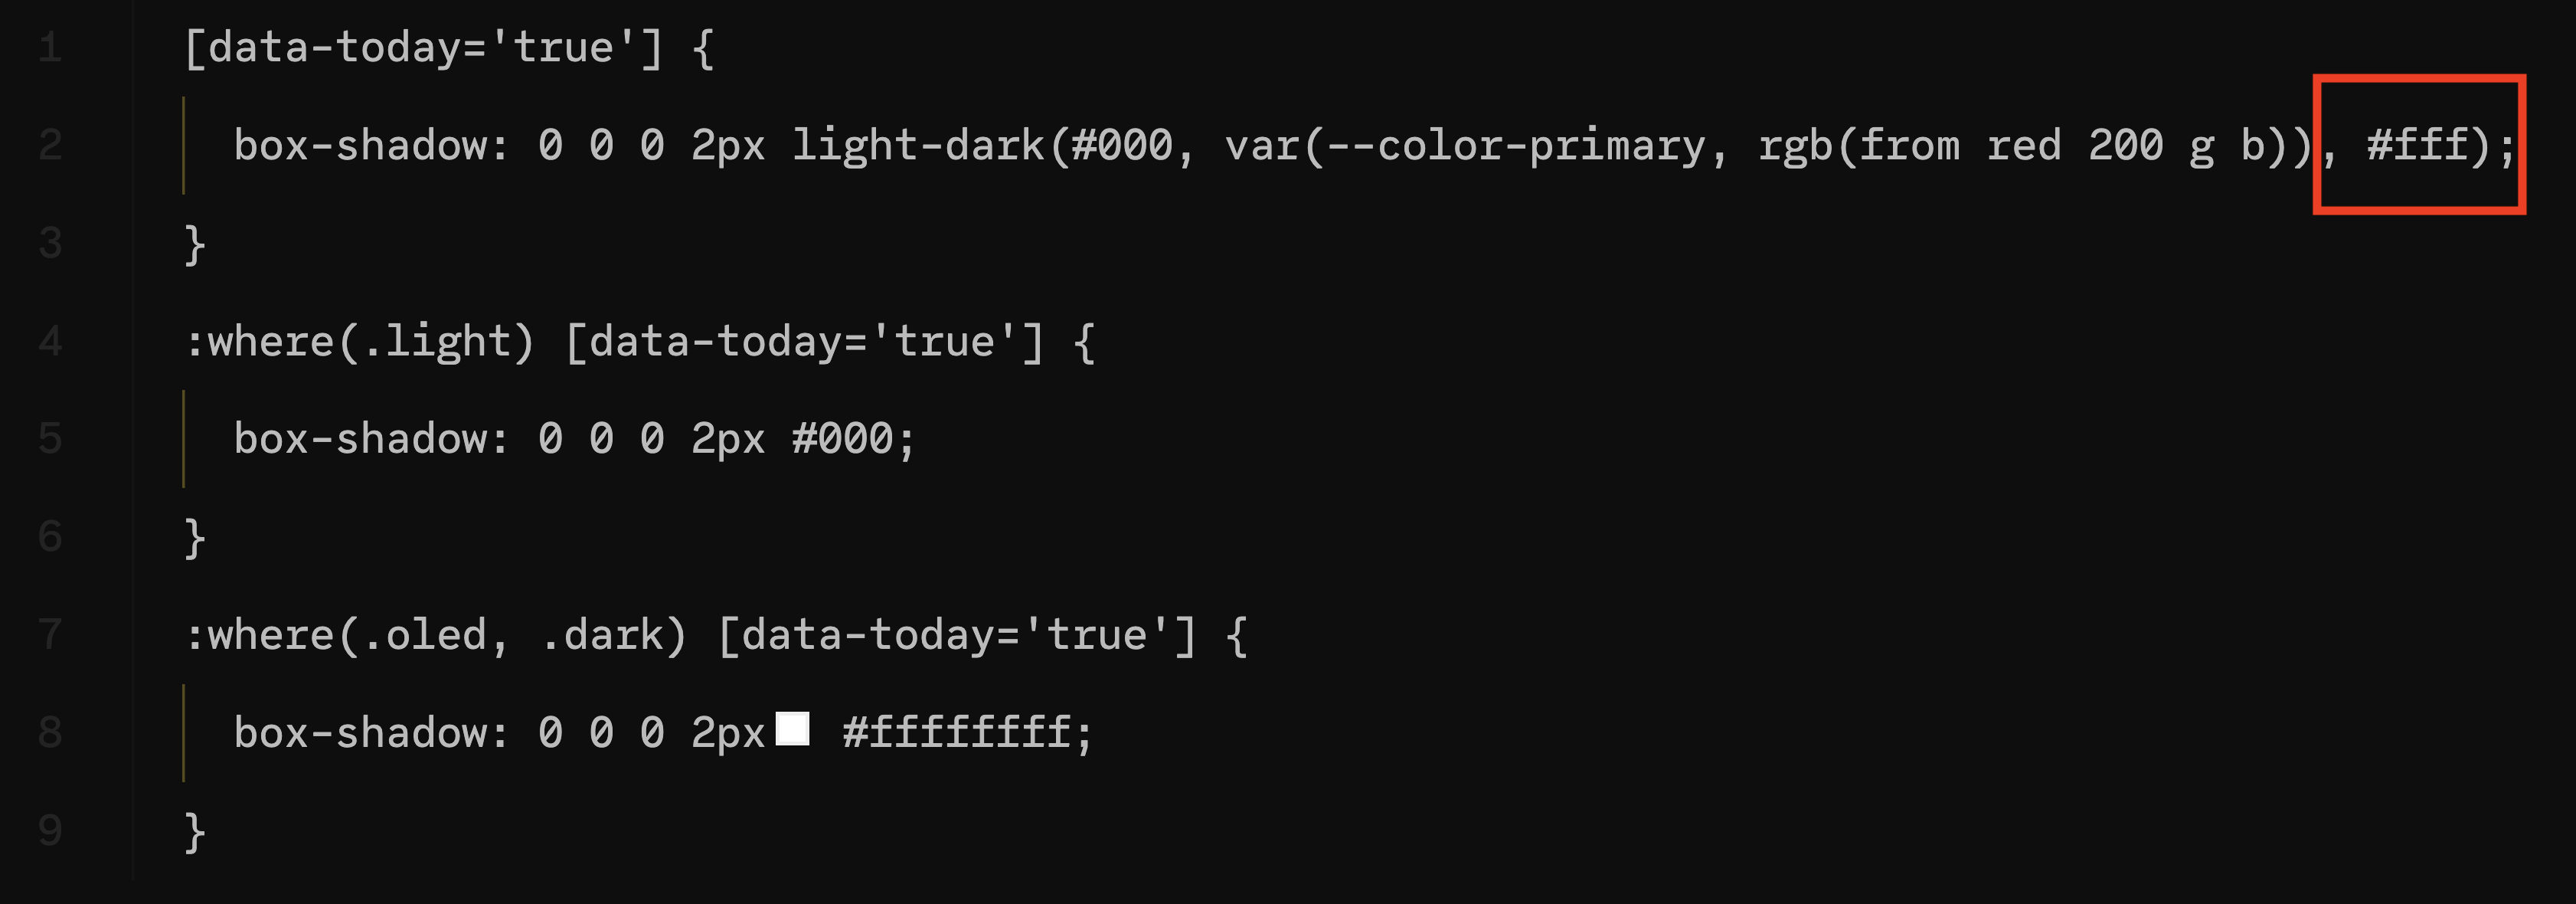 1 [data-today='true'] {
2 box-shadow: 0 0 0 2px light-dark(#000, var(--color-primary, rgb(from red 200 g b)), #fff);
3 }
4 :where(.light) [data-today='true'] {
5 box-shadow: 0 0 0 2px #000;
6 }
7 :where(.oled, .dark) [data-today='true'] {
8 box-shadow: 0 0 0 2px #ffffffff;
9 }